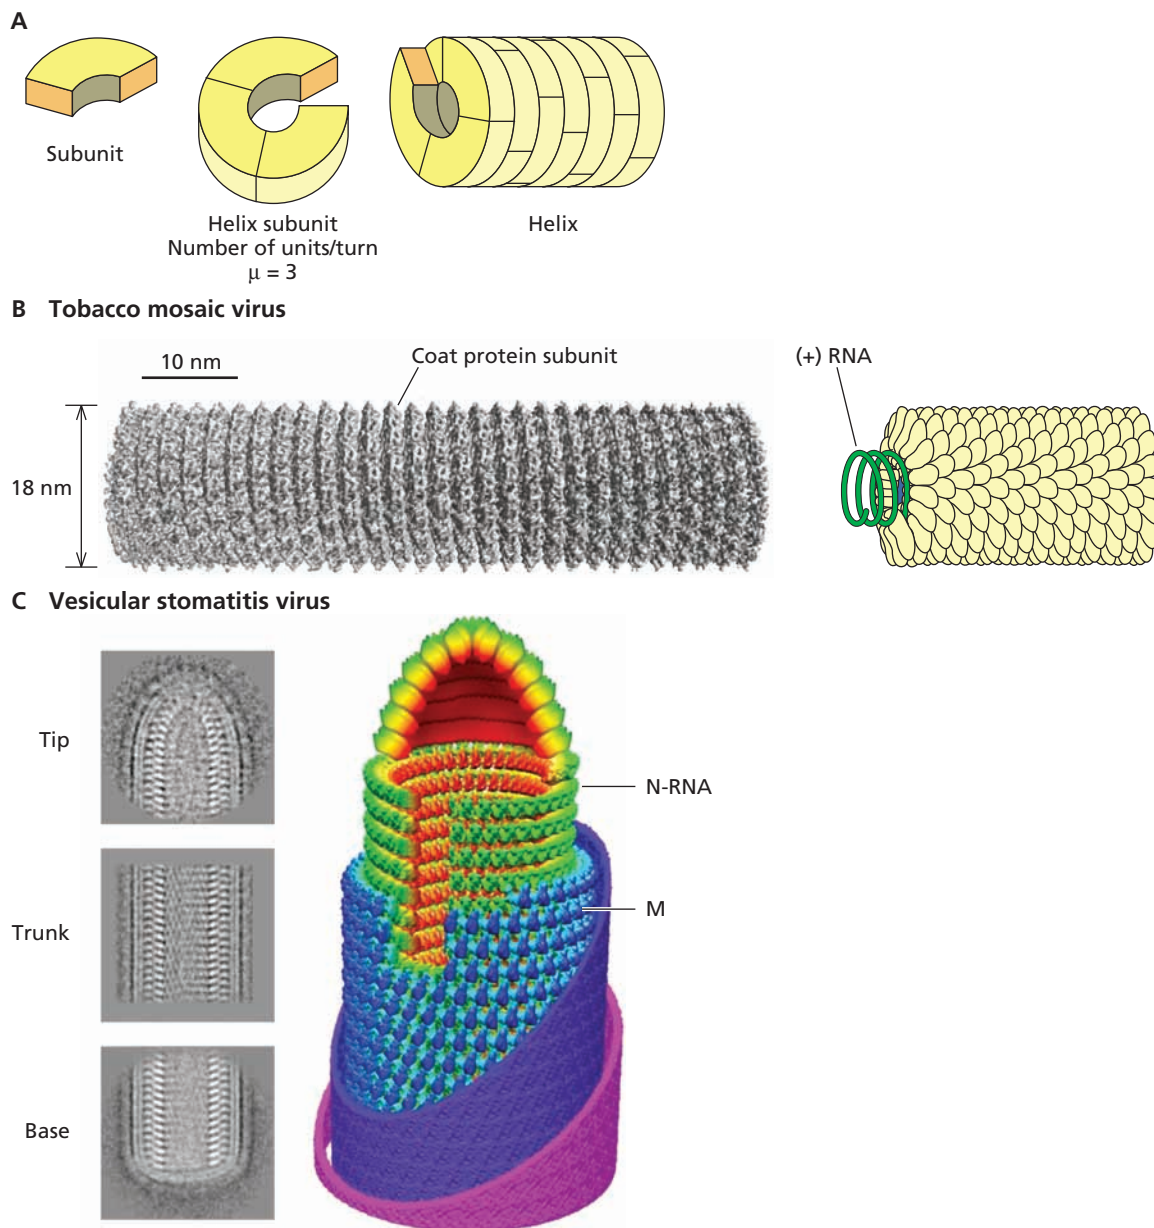 A
Subunit
Helix subunit
Number of units/turn
μ = 3
Helix
B Tobacco mosaic virus
10 nm
Coat protein subunit
(+) RNA
18 nm
C Vesicular stomatitis virus
Tip
N-RNA
M
Trunk
Base